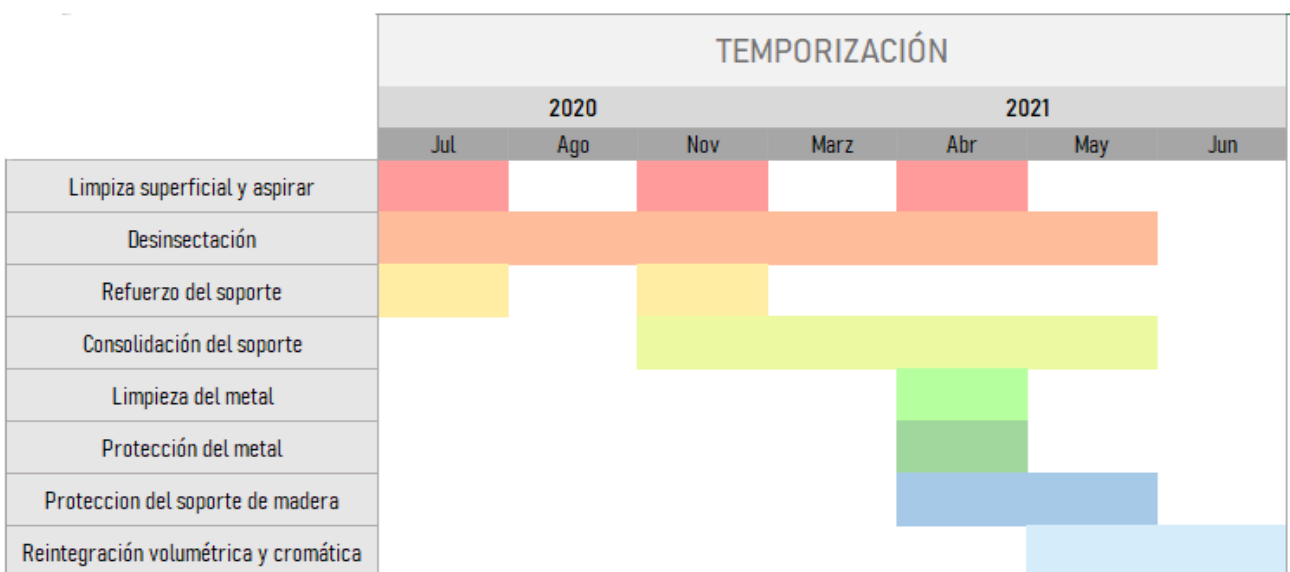 TEMPORIZACIÓN
2020 2021
Jul Ago Nov Marz Abr May Jun
Limpiza superficial y aspirar
Desinsectación
Refuerzo del soporte
Consolidación del soporte
Limpieza del metal
Protección del metal
Proteccion del soporte de madera
Reintegración volumétrica y cromática